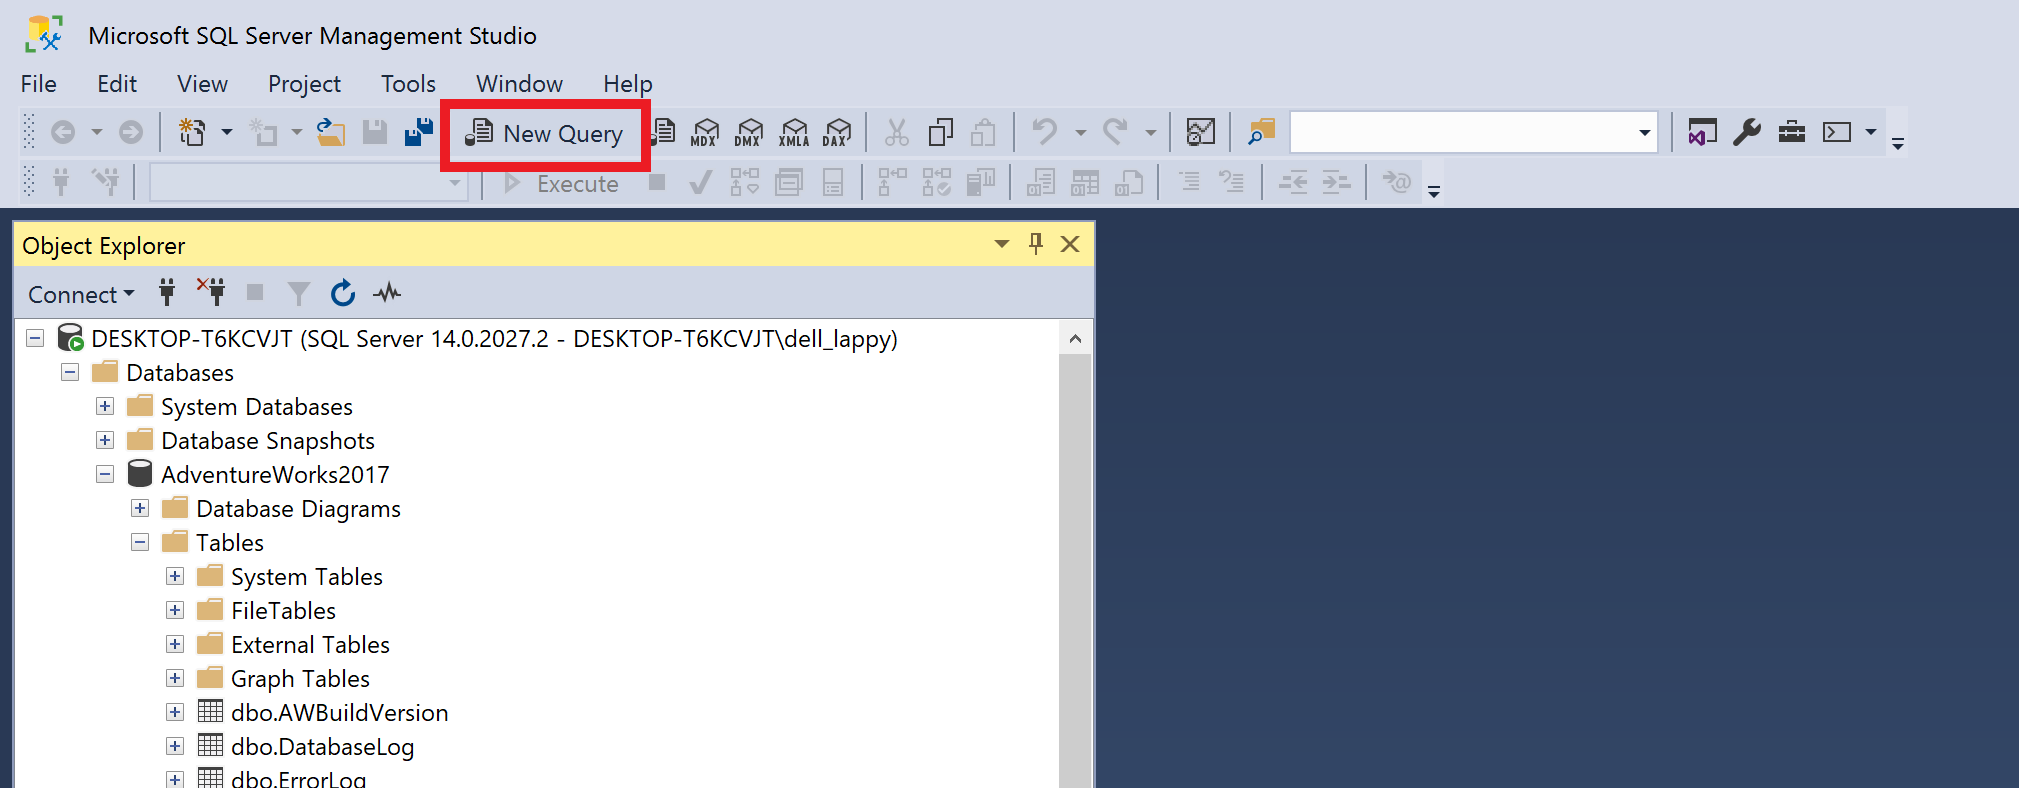 Microsoft SQL Server Management Studio
File Edit View Project Tools Window Help
New Query MDX DMX XMLA DAX
Execute
Object Explorer
Connect
DESKTOP-T6KCVJT (SQL Server 14.0.2027.2 - DESKTOP-T6KCVJT\dell_lappy)
Databases
System Databases
Database Snapshots
AdventureWorks2017
Database Diagrams
Tables
System Tables
FileTables
External Tables
Graph Tables
dbo.AWBuildVersion
dbo.DatabaseLog
dbo.ErrorLog